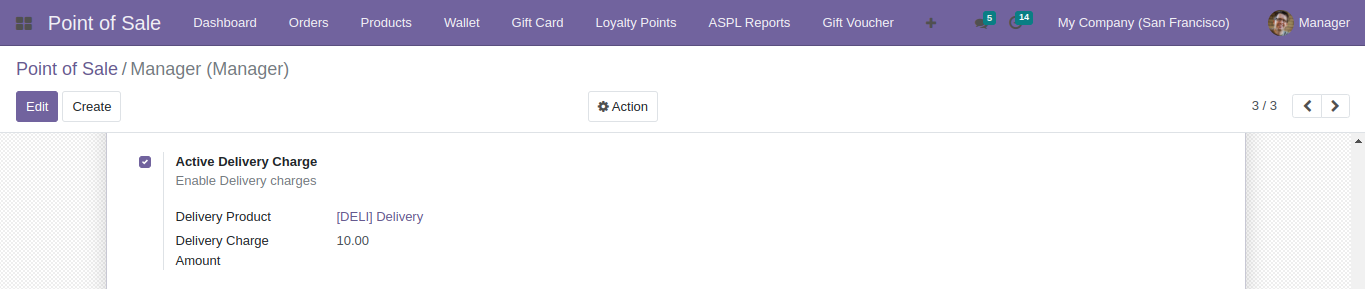 Point of Sale Dashboard Orders Products Wallet Gift Card Loyalty Points ASPL Reports Gift Voucher 5 14 My Company (San Francisco) Manager
Point of Sale / Manager (Manager)
Edit Create Action 3 / 3
Active Delivery Charge
Enable Delivery charges
Delivery Product [DELI] Delivery
Delivery Charge 10.00
Amount